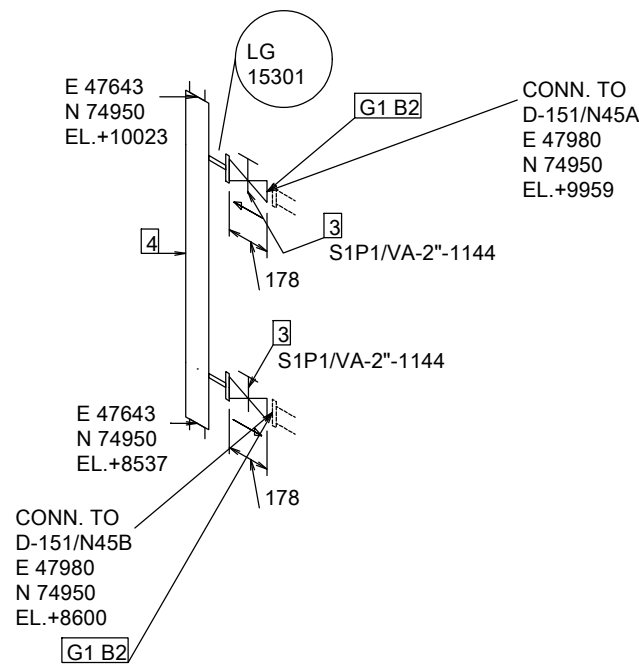 LG
15301
E 47643
N 74950
EL.+10023
G1 B2
CONN. TO
D-151/N45A
E 47980
N 74950
EL.+9959
4
3
S1P1/VA-2"-1144
178
3
S1P1/VA-2"-1144
E 47643
N 74950
EL.+8537
178
CONN. TO
D-151/N45B
E 47980
N 74950
EL.+8600
G1 B2